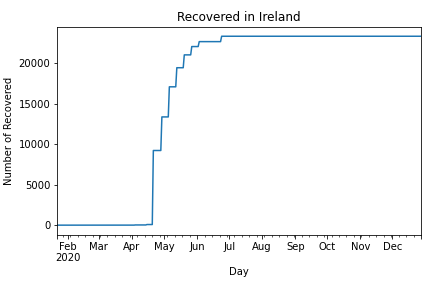 Recovered in Ireland
Number of Recovered
20000
15000
10000
5000
0
Feb Mar Apr May Jun Jul Aug Sep Oct Nov Dec
2020
Day